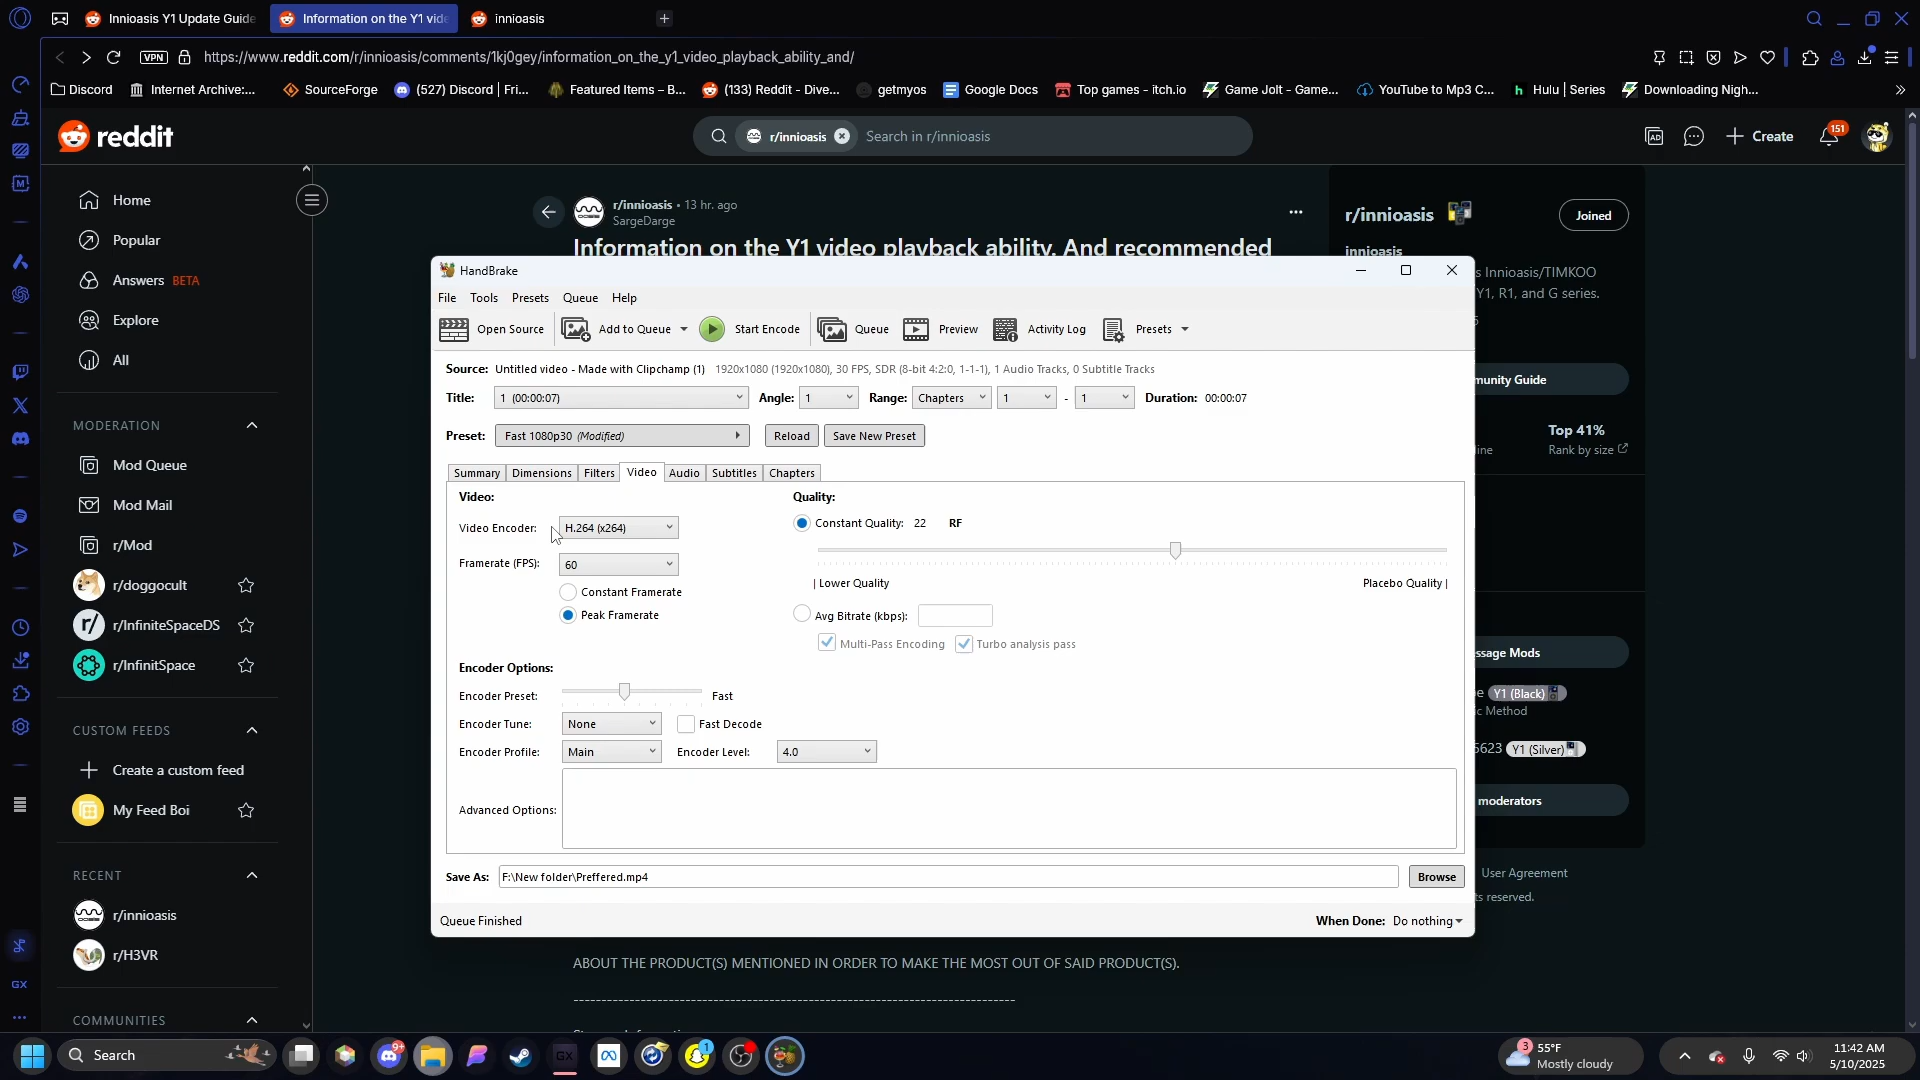 Innioasis Y1 Update Guide
Information on the Y1 vide
innioasis
VPN
https://www.reddit.com/r/innioasis/comments/1kj0gey/information_on_the_y1_video_playback_ability_and/
Discord
Internet Archive:...
SourceForge
(527) Discord | Fri...
Featured Items – B...
(133) Reddit - Dive...
getmyos
Google Docs
Top games - itch.io
Game Jolt - Game...
YouTube to Mp3 C...
Hulu | Series
Downloading Nigh...
reddit
r/innioasis
Search in r/innioasis
Create
151
Home
Popular
Answers BETA
Explore
All
MODERATION
Mod Queue
Mod Mail
r/Mod
r/doggocult
r/InfiniteSpaceDS
r/InfinitSpace
CUSTOM FEEDS
Create a custom feed
My Feed Boi
RECENT
r/innioasis
r/H3VR
COMMUNITIES
r/innioasis • 13 hr. ago
SargeDarge
Information on the Y1 video playback ability. And recommended
r/innioasis
Joined
innioasis
s Innioasis/TIMKOO
Y1, R1, and G series.
munity Guide
Top 41%
ine
Rank by size
ssage Mods
Y1 (Black)
ic Method
5623 Y1 (Silver)
moderators
User Agreement
ts reserved.
HandBrake
File Tools Presets Queue Help
Open Source Add to Queue Start Encode Queue Preview Activity Log Presets
Source: Untitled video - Made with Clipchamp (1) 1920x1080 (1920x1080), 30 FPS, SDR (8-bit 4:2:0, 1-1-1), 1 Audio Tracks, 0 Subtitle Tracks
Title: 1 (00:00:07) Angle: 1 Range: Chapters 1 - 1 Duration: 00:00:07
Preset: Fast 1080p30 (Modified) Reload Save New Preset
Summary Dimensions Filters Video Audio Subtitles Chapters
Video:
Video Encoder: H.264 (x264)
Framerate (FPS): 60
Constant Framerate
Peak Framerate
Quality:
Constant Quality: 22 RF
| Lower Quality Placebo Quality |
Avg Bitrate (kbps):
Multi-Pass Encoding Turbo analysis pass
Encoder Options:
Encoder Preset: Fast
Encoder Tune: None Fast Decode
Encoder Profile: Main Encoder Level: 4.0
Advanced Options:
Save As: F:\New folder\Preffered.mp4 Browse
Queue Finished When Done: Do nothing
ABOUT THE PRODUCT(S) MENTIONED IN ORDER TO MAKE THE MOST OUT OF SAID PRODUCT(S).
GX
Search
9+
GX
1
3
55°F
Mostly cloudy
11:42 AM
5/10/2025